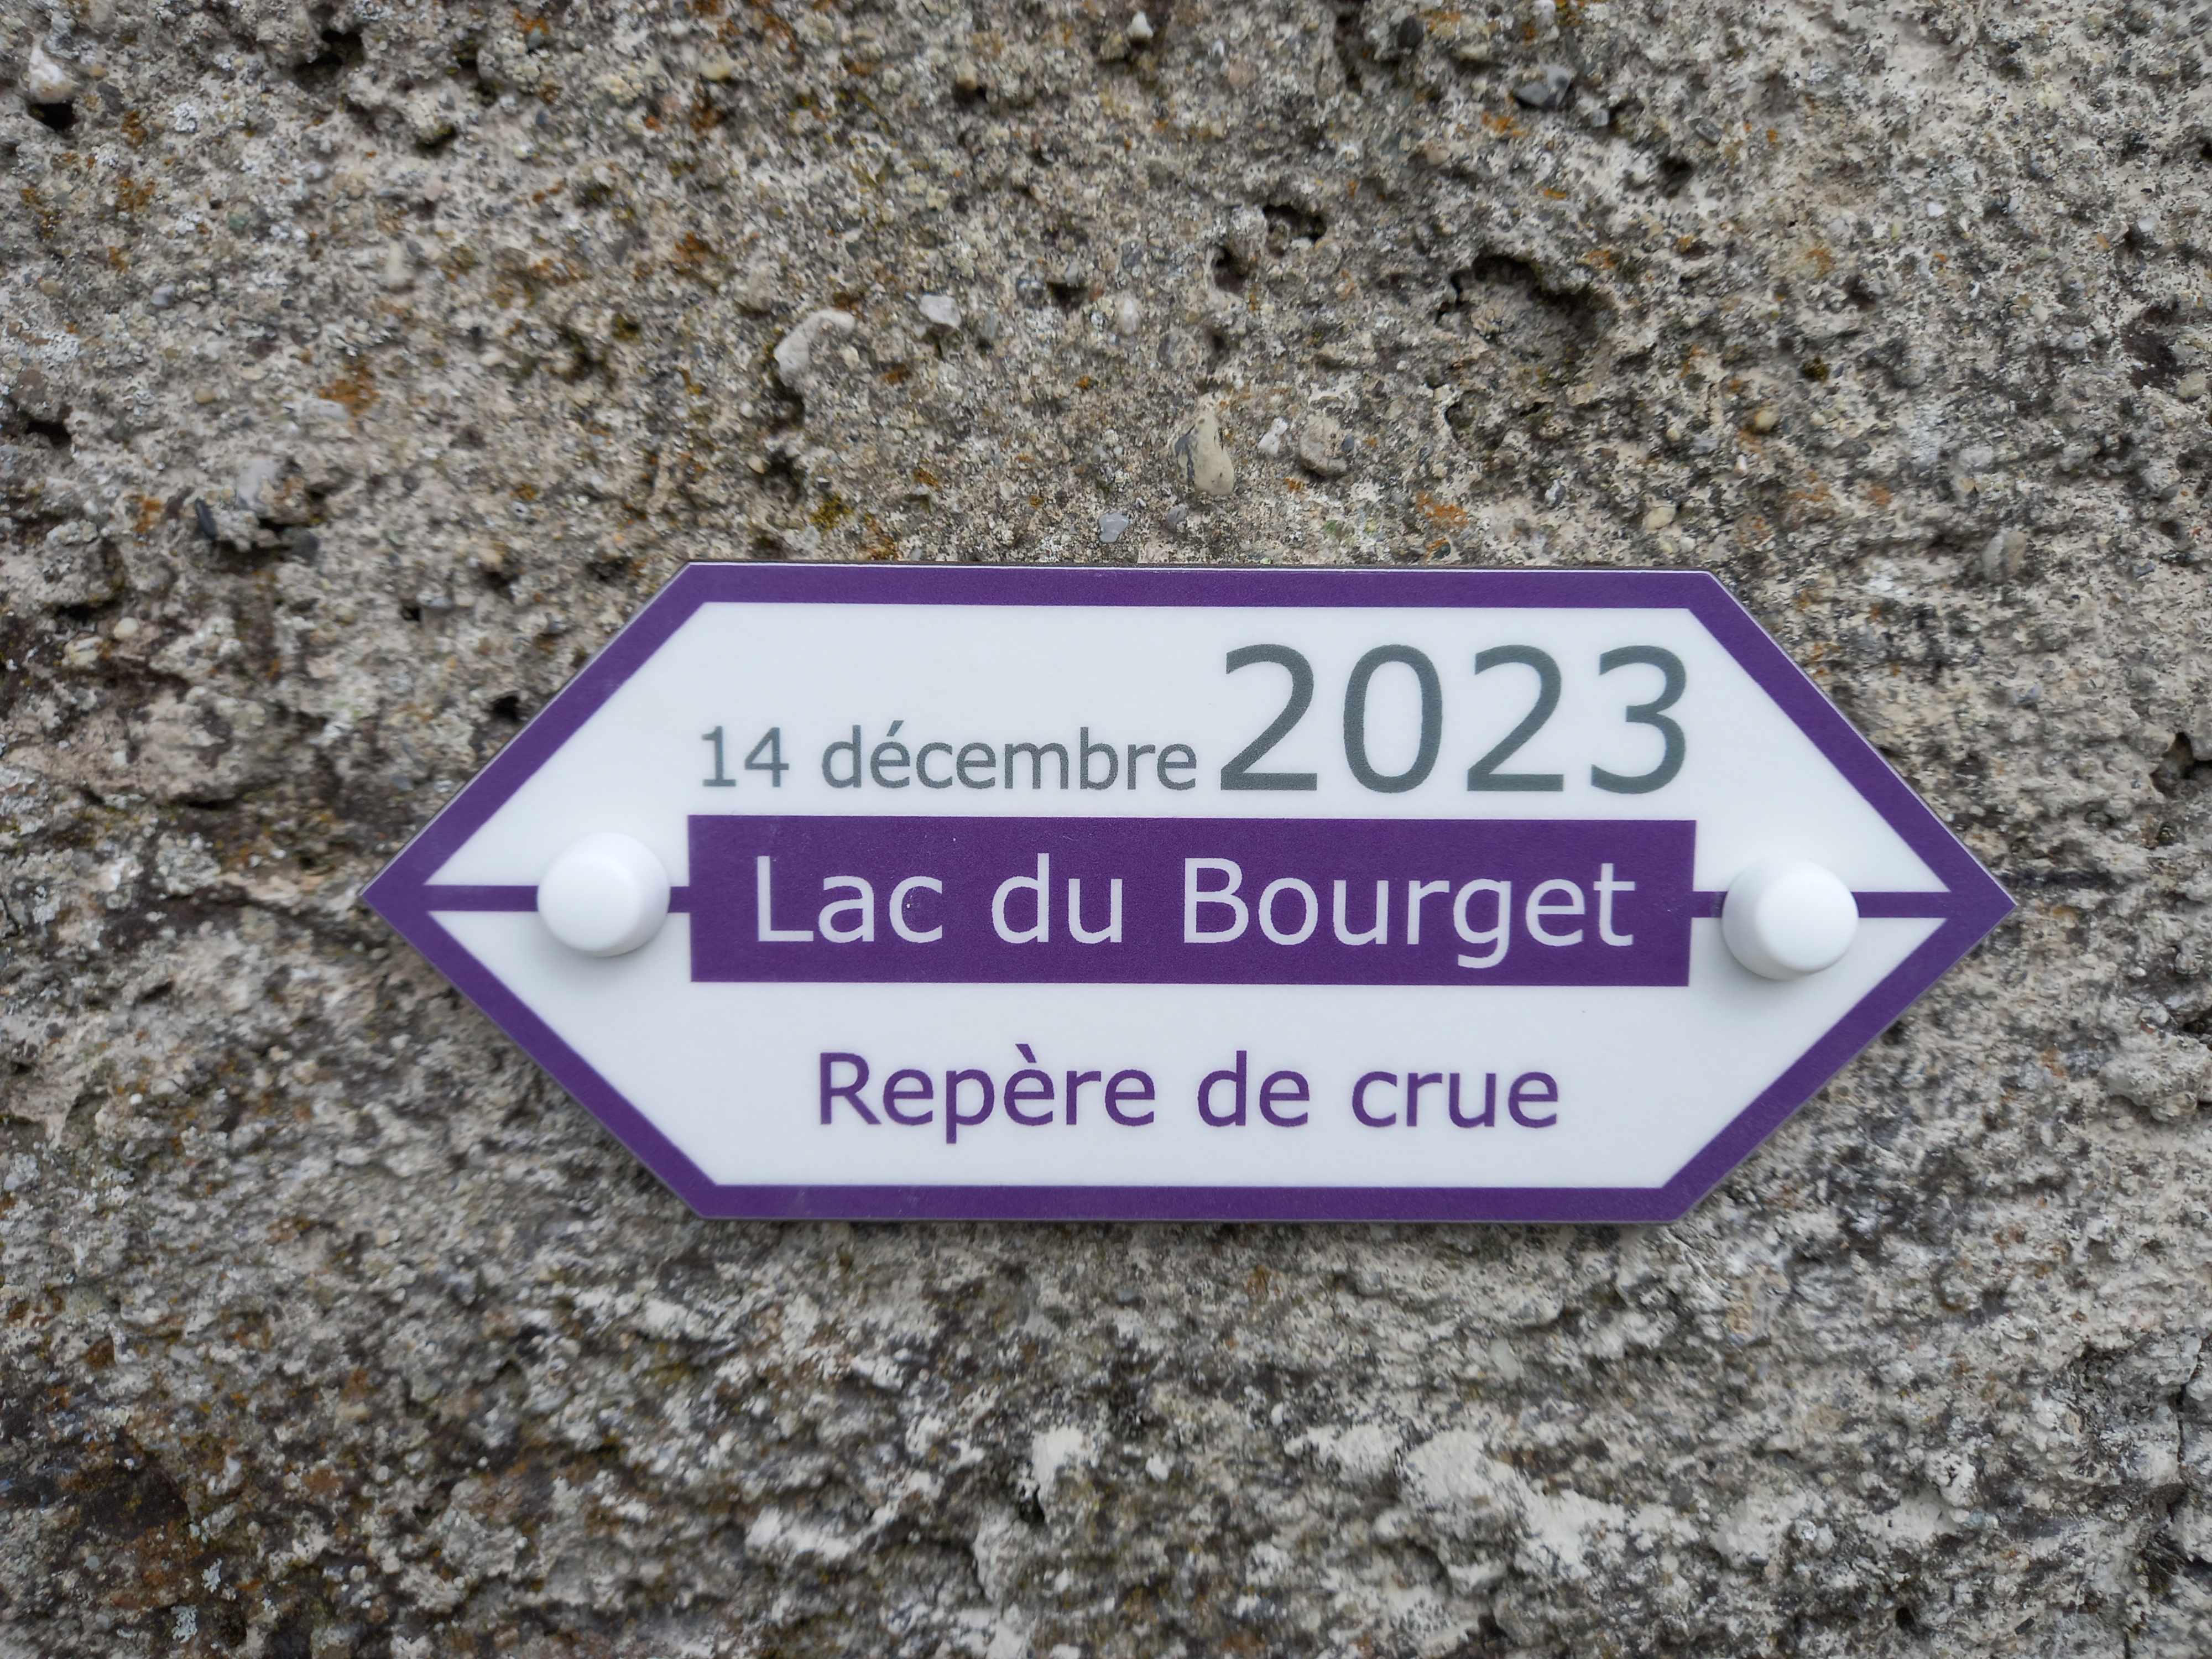 14 décembre 2023
Lac du Bourget
Repère de crue